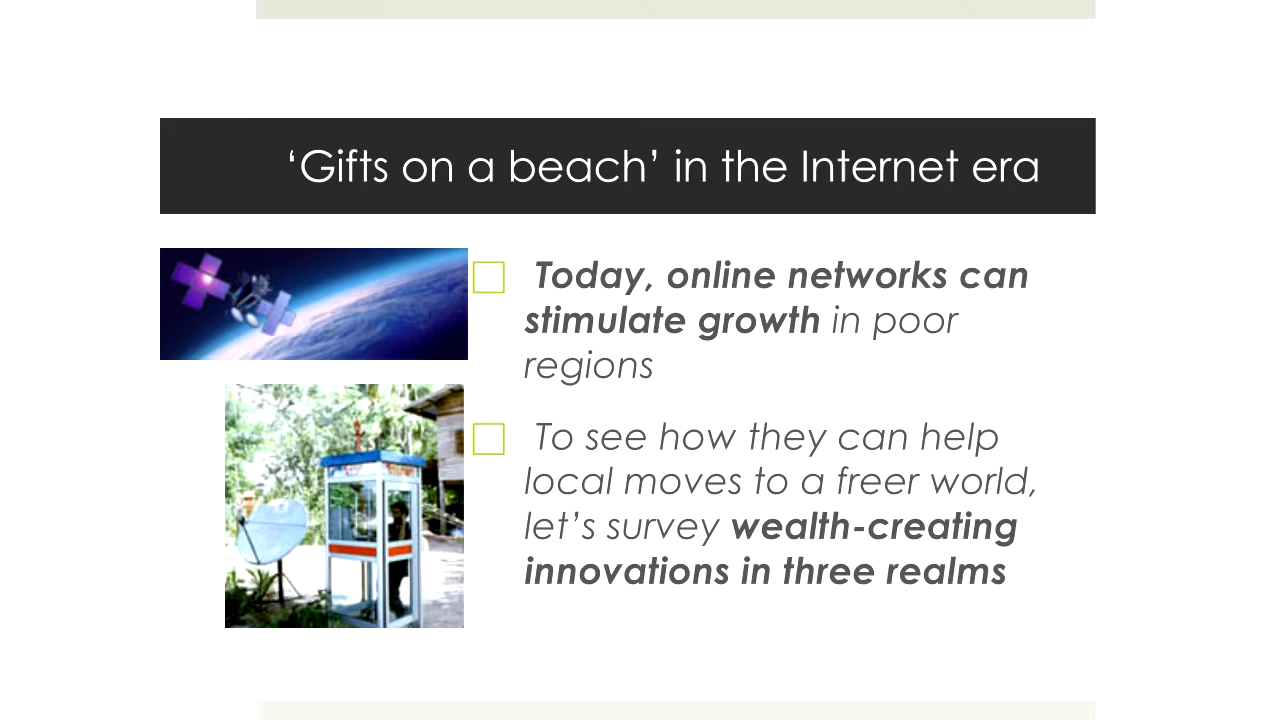 ‘Gifts on a beach’ in the Internet era
Today, online networks can
stimulate growth in poor
regions
To see how they can help
local moves to a freer world,
let’s survey wealth-creating
innovations in three realms